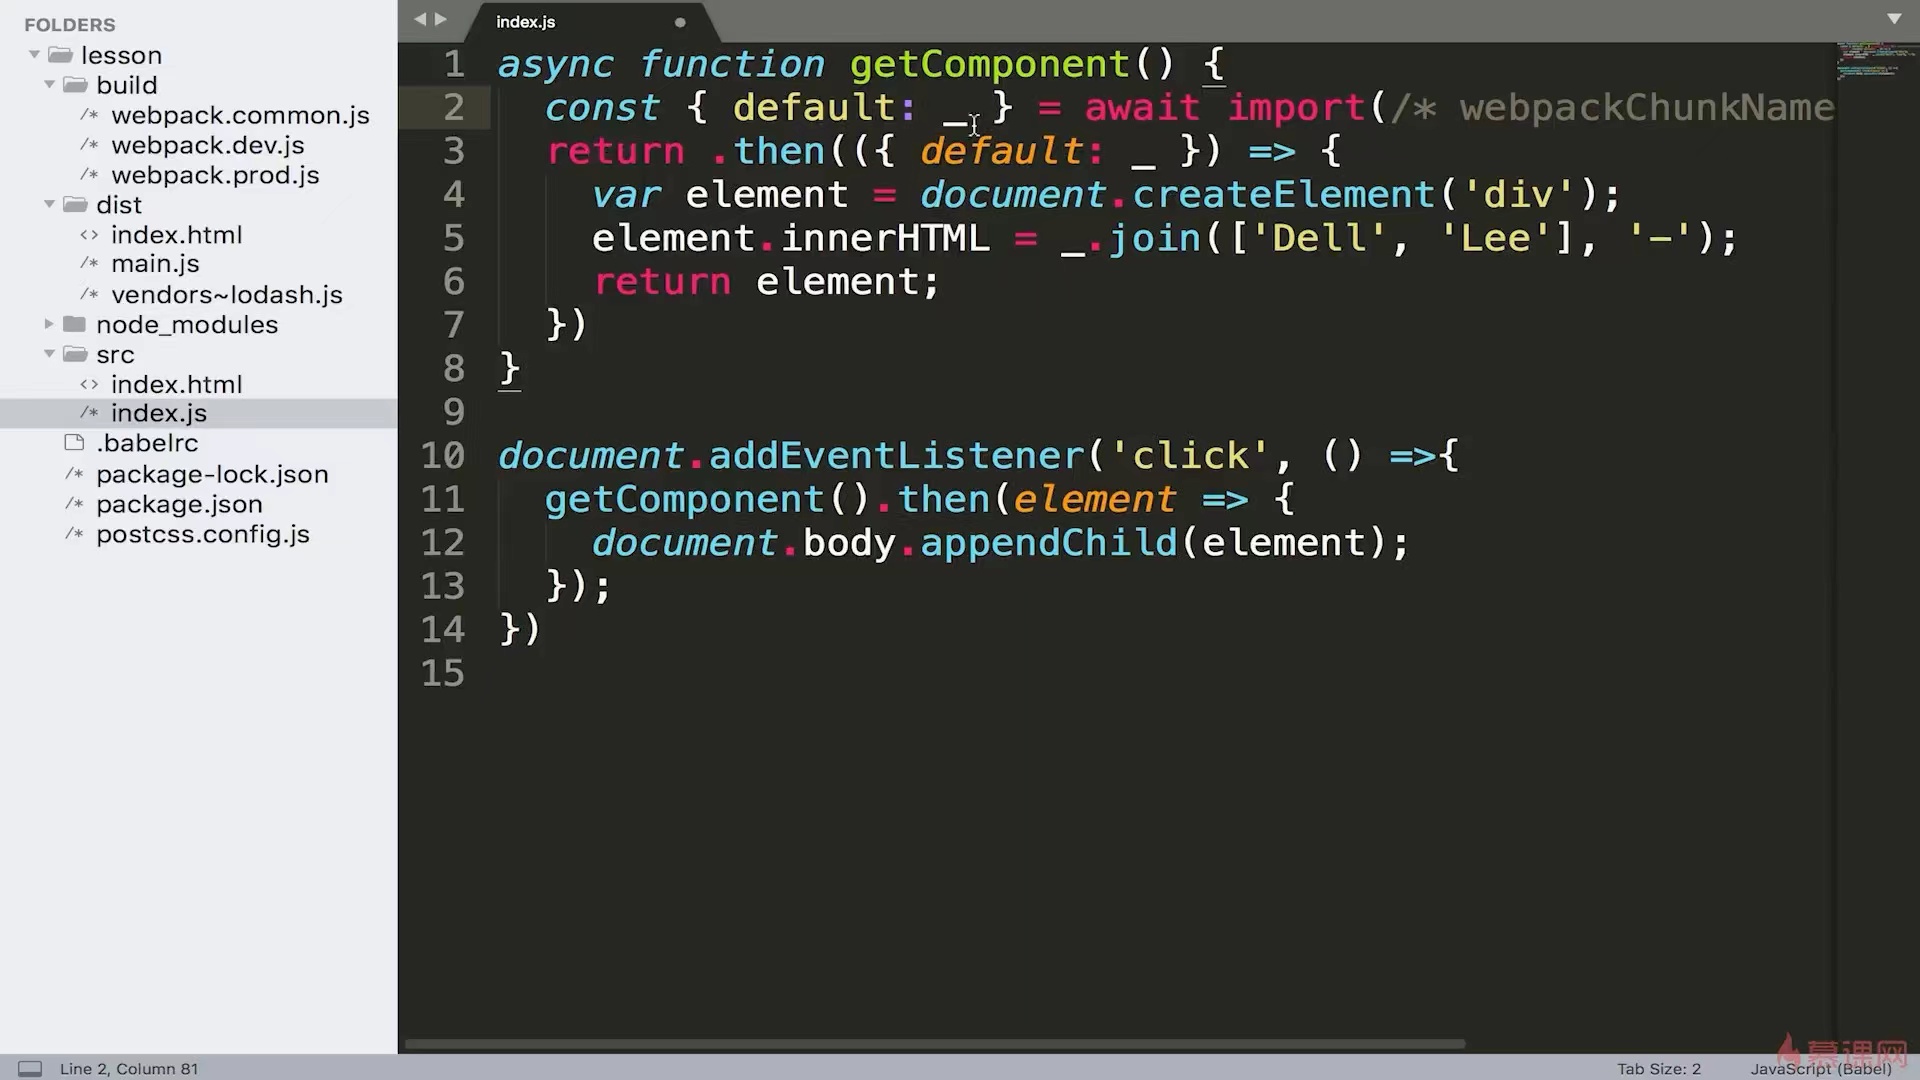 FOLDERS
lesson
build
/* webpack.common.js
/* webpack.dev.js
/* webpack.prod.js
dist
<> index.html
/* main.js
/* vendors~lodash.js
node_modules
src
<> index.html
/* index.js
.babelrc
/* package-lock.json
/* package.json
/* postcss.config.js
index.js
1 async function getComponent() {
2 const { default: _ } = await import(/* webpackChunkName
3 return .then(({ default: _ }) => {
4 var element = document.createElement('div');
5 element.innerHTML = _.join(['Dell', 'Lee'], '-');
6 return element;
7 })
8 }
9
10 document.addEventListener('click', () =>{
11 getComponent().then(element => {
12 document.body.appendChild(element);
13 });
14 })
15
Line 2, Column 81
Tab Size: 2
JavaScript (Babel)
慕课网